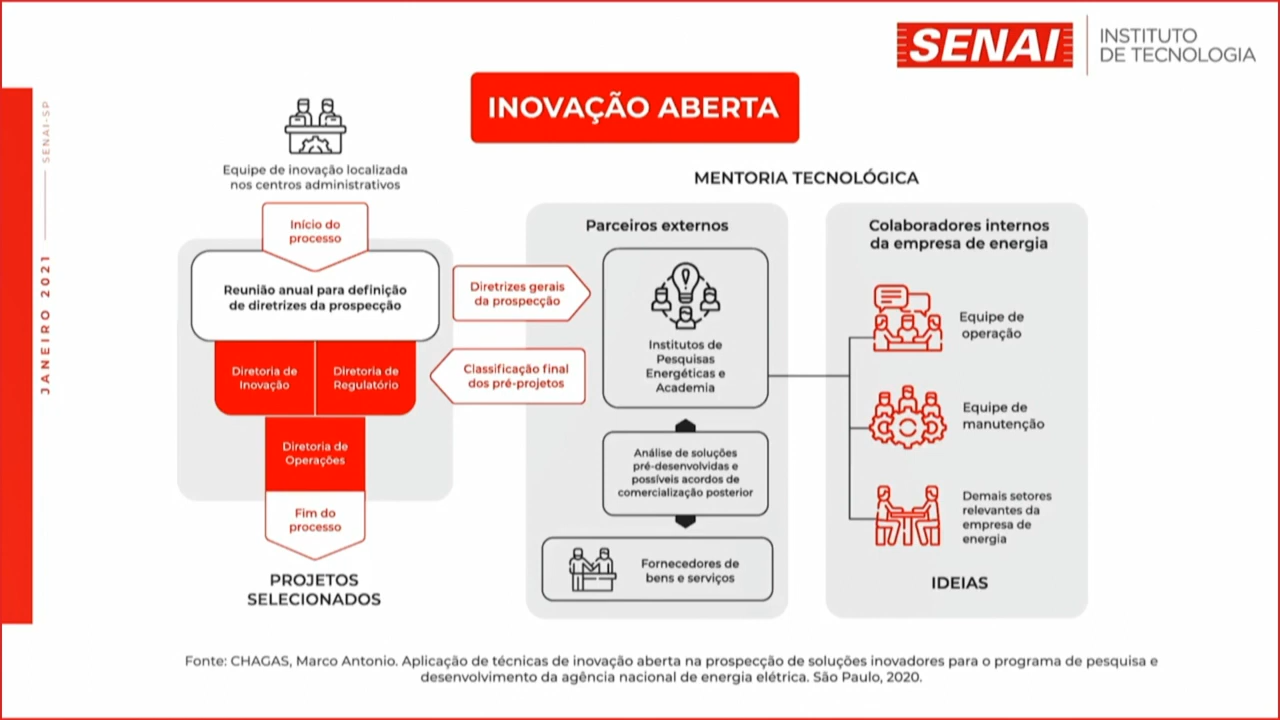 SENAI
INSTITUTO
DE TECNOLOGIA
JANEIRO 2021
SENAI-SP
INOVAÇÃO ABERTA
Equipe de inovação localizada
nos centros administrativos
Início do
processo
Reunião anual para definição
de diretrizes da prospecção
Diretoria de
Inovação
Diretoria de
Regulatório
Diretoria de
Operações
Fim do
processo
PROJETOS
SELECIONADOS
Diretrizes gerais
da prospecção
Classificação final
dos pré-projetos
MENTORIA TECNOLÓGICA
Parceiros externos
Institutos de
Pesquisas
Energéticas e
Academia
Análise de soluções
pré-desenvolvidas e
possíveis acordos de
comercialização posterior
Fornecedores de
bens e serviços
Colaboradores internos
da empresa de energia
Equipe de
operação
Equipe de
manutenção
Demais setores
relevantes da
empresa de
energia
IDEIAS
Fonte: CHAGAS, Marco Antonio. Aplicação de técnicas de inovação aberta na prospecção de soluções inovadores para o programa de pesquisa e
desenvolvimento da agência nacional de energia elétrica. São Paulo, 2020.